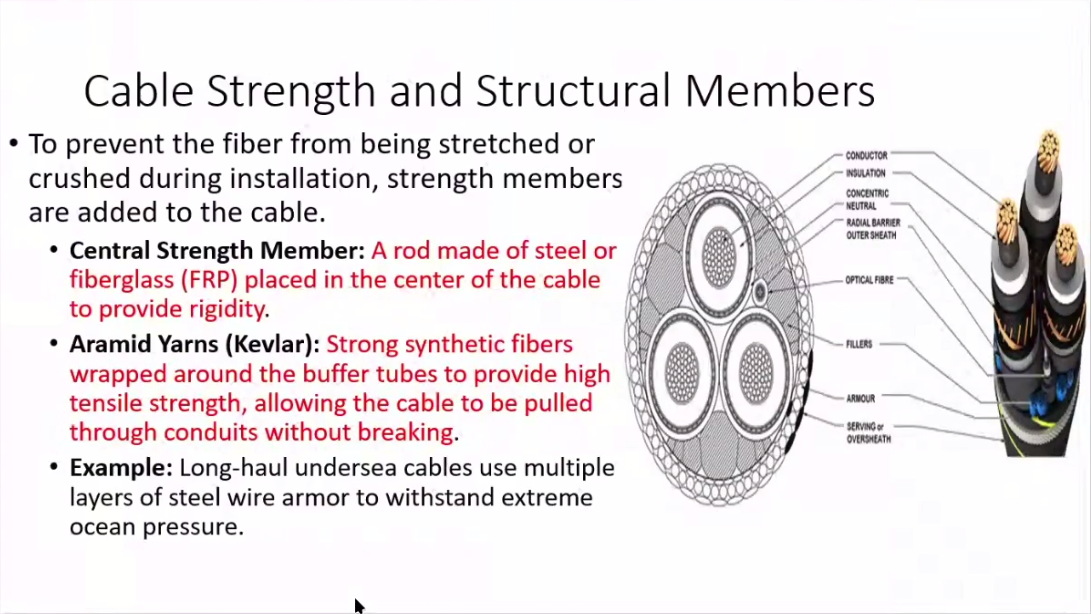 Cable Strength and Structural Members
• To prevent the fiber from being stretched or
crushed during installation, strength members
are added to the cable.
• Central Strength Member: A rod made of steel or
fiberglass (FRP) placed in the center of the cable
to provide rigidity.
• Aramid Yarns (Kevlar): Strong synthetic fibers
wrapped around the buffer tubes to provide high
tensile strength, allowing the cable to be pulled
through conduits without breaking.
• Example: Long-haul undersea cables use multiple
layers of steel wire armor to withstand extreme
ocean pressure.
CONDUCTOR
INSULATION
CONCENTRIC
NEUTRAL
RADIAL BARRIER
OUTER SHEATH
OPTICAL FIBRE
FILLERS
ARMOUR
SERVING or
OVERSHEATH